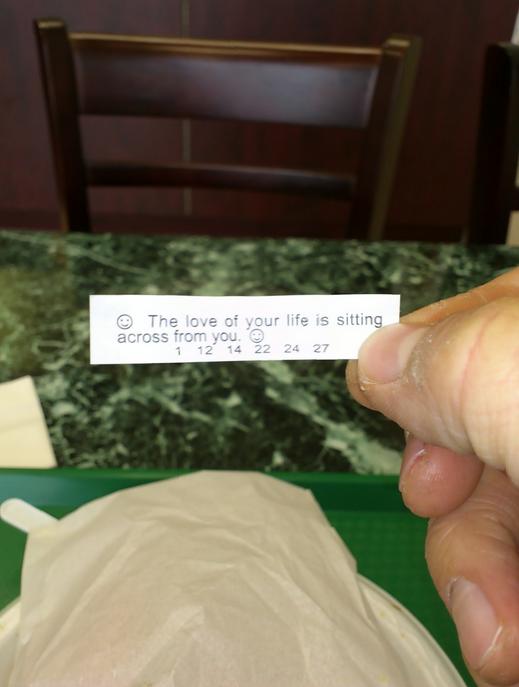 ☺ The love of your life is sitting
across from you. ☺
1 12 14 22 24 27